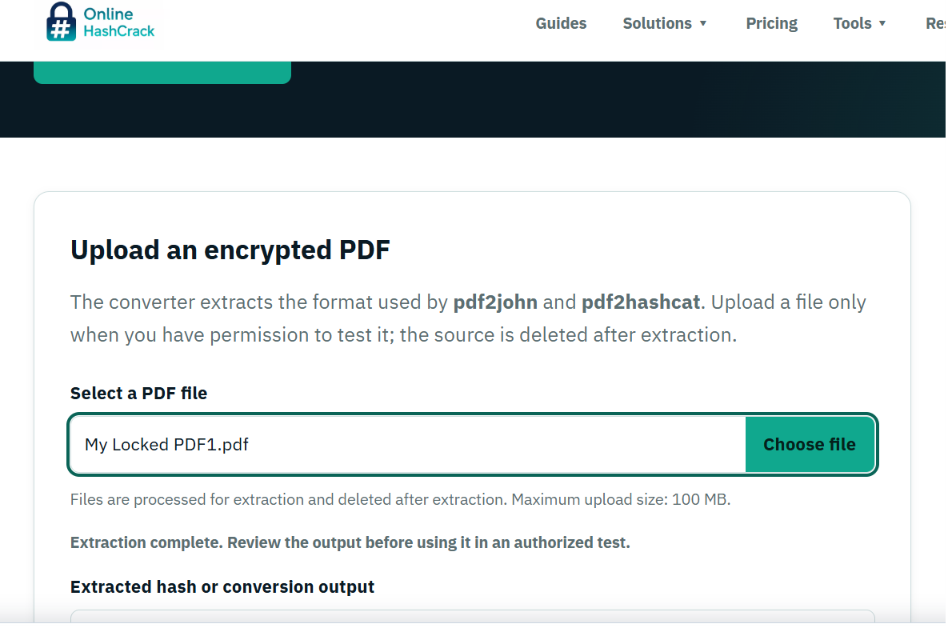 Online
HashCrack
Guides
Solutions
Pricing
Tools
Upload an encrypted PDF
The converter extracts the format used by pdf2john and pdf2hashcat. Upload a file only
when you have permission to test it; the source is deleted after extraction.
Select a PDF file
My Locked PDF1.pdf
Choose file
Files are processed for extraction and deleted after extraction. Maximum upload size: 100 MB.
Extraction complete. Review the output before using it in an authorized test.
Extracted hash or conversion output